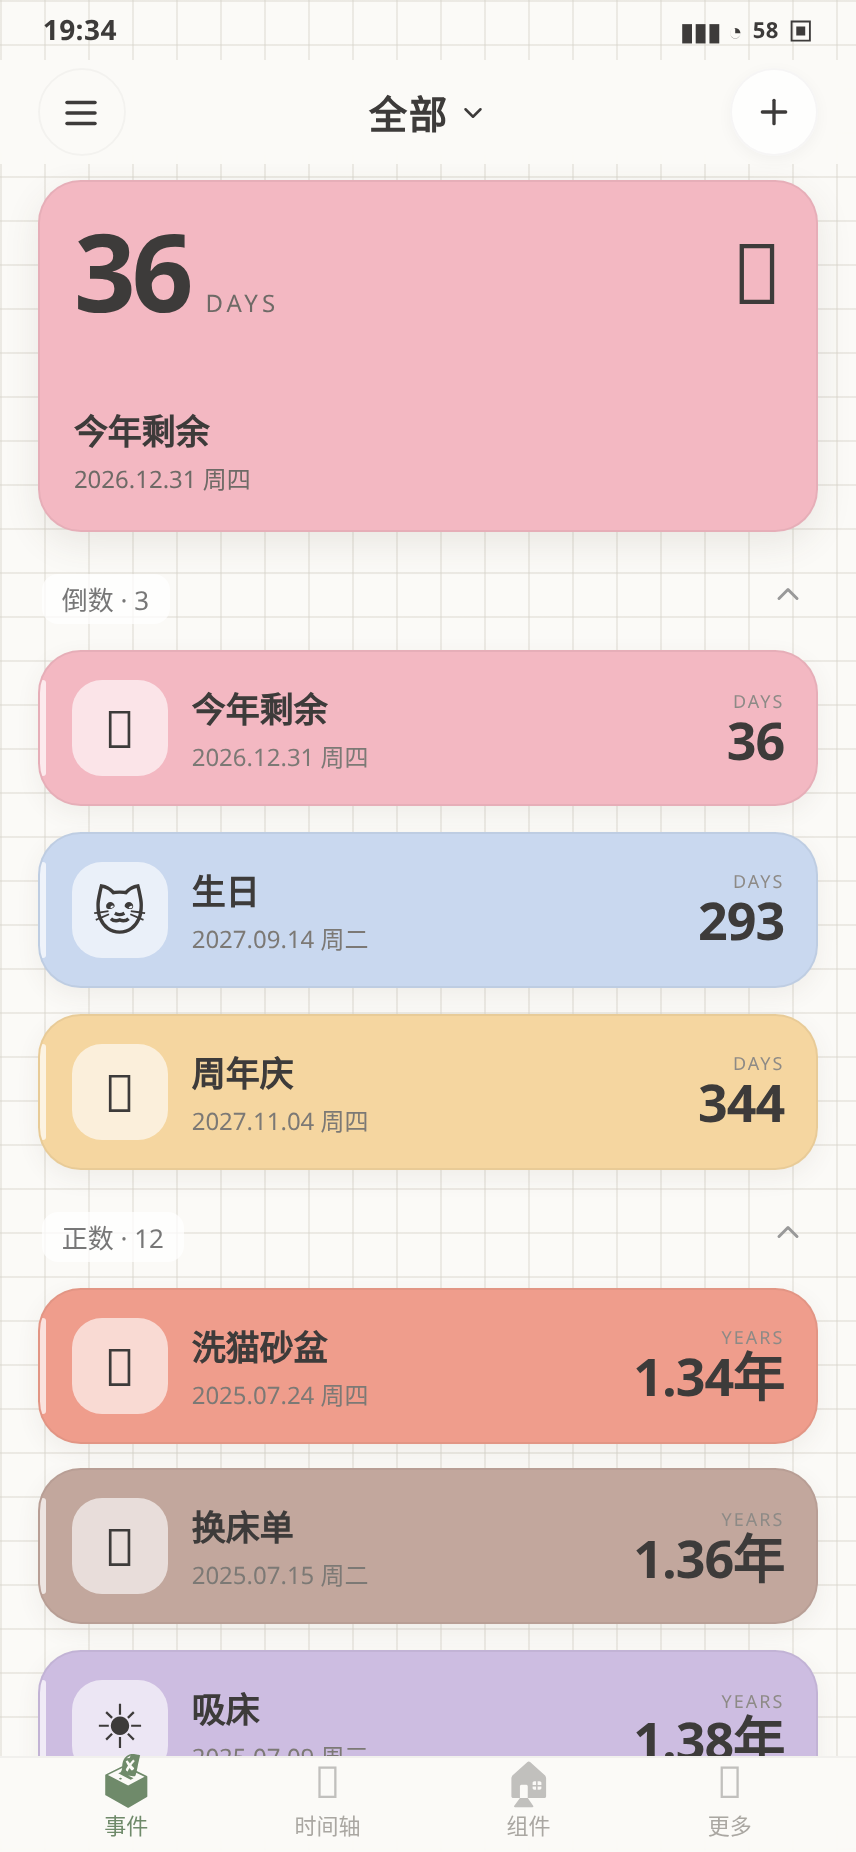 19:34
58
全部
36 DAYS
今年剩余
2026.12.31 周四
倒数 · 3
今年剩余
2026.12.31 周四
DAYS
36
生日
2027.09.14 周二
DAYS
293
周年庆
2027.11.04 周四
DAYS
344
正数 · 12
洗猫砂盆
2025.07.24 周四
YEARS
1.34年
换床单
2025.07.15 周二
YEARS
1.36年
吸床
YEARS
1.38年
事件
时间轴
组件
更多